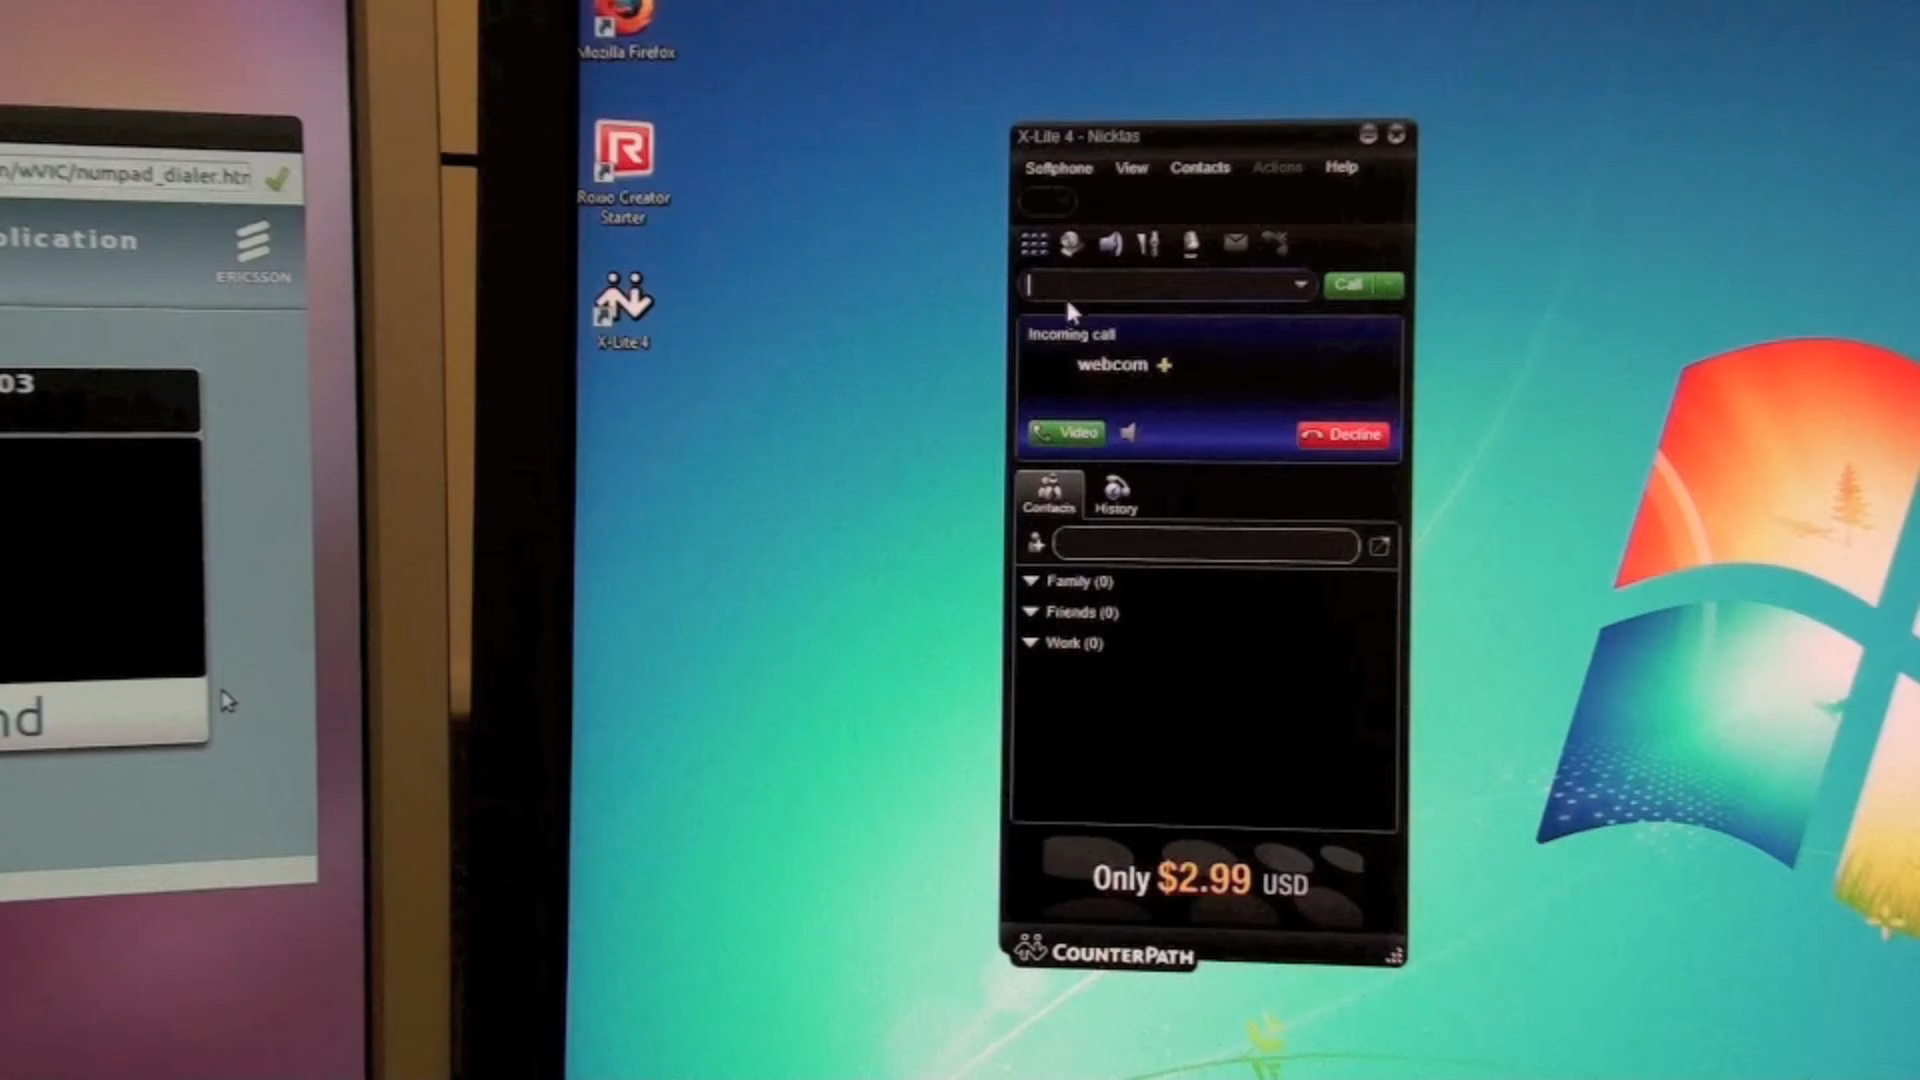 Mozilla Firefox
n/wVIC/numpad_dialer.htm
plication
ERICSSON
03
nd
Roxio Creator
Starter
X-Lite 4
X-Lite 4 - Nicklas
Softphone View Contacts Actions Help
Call
Incoming call
webcom
Video
Decline
Contacts
History
Family (0)
Friends (0)
Work (0)
Only $2.99 USD
COUNTERPATH